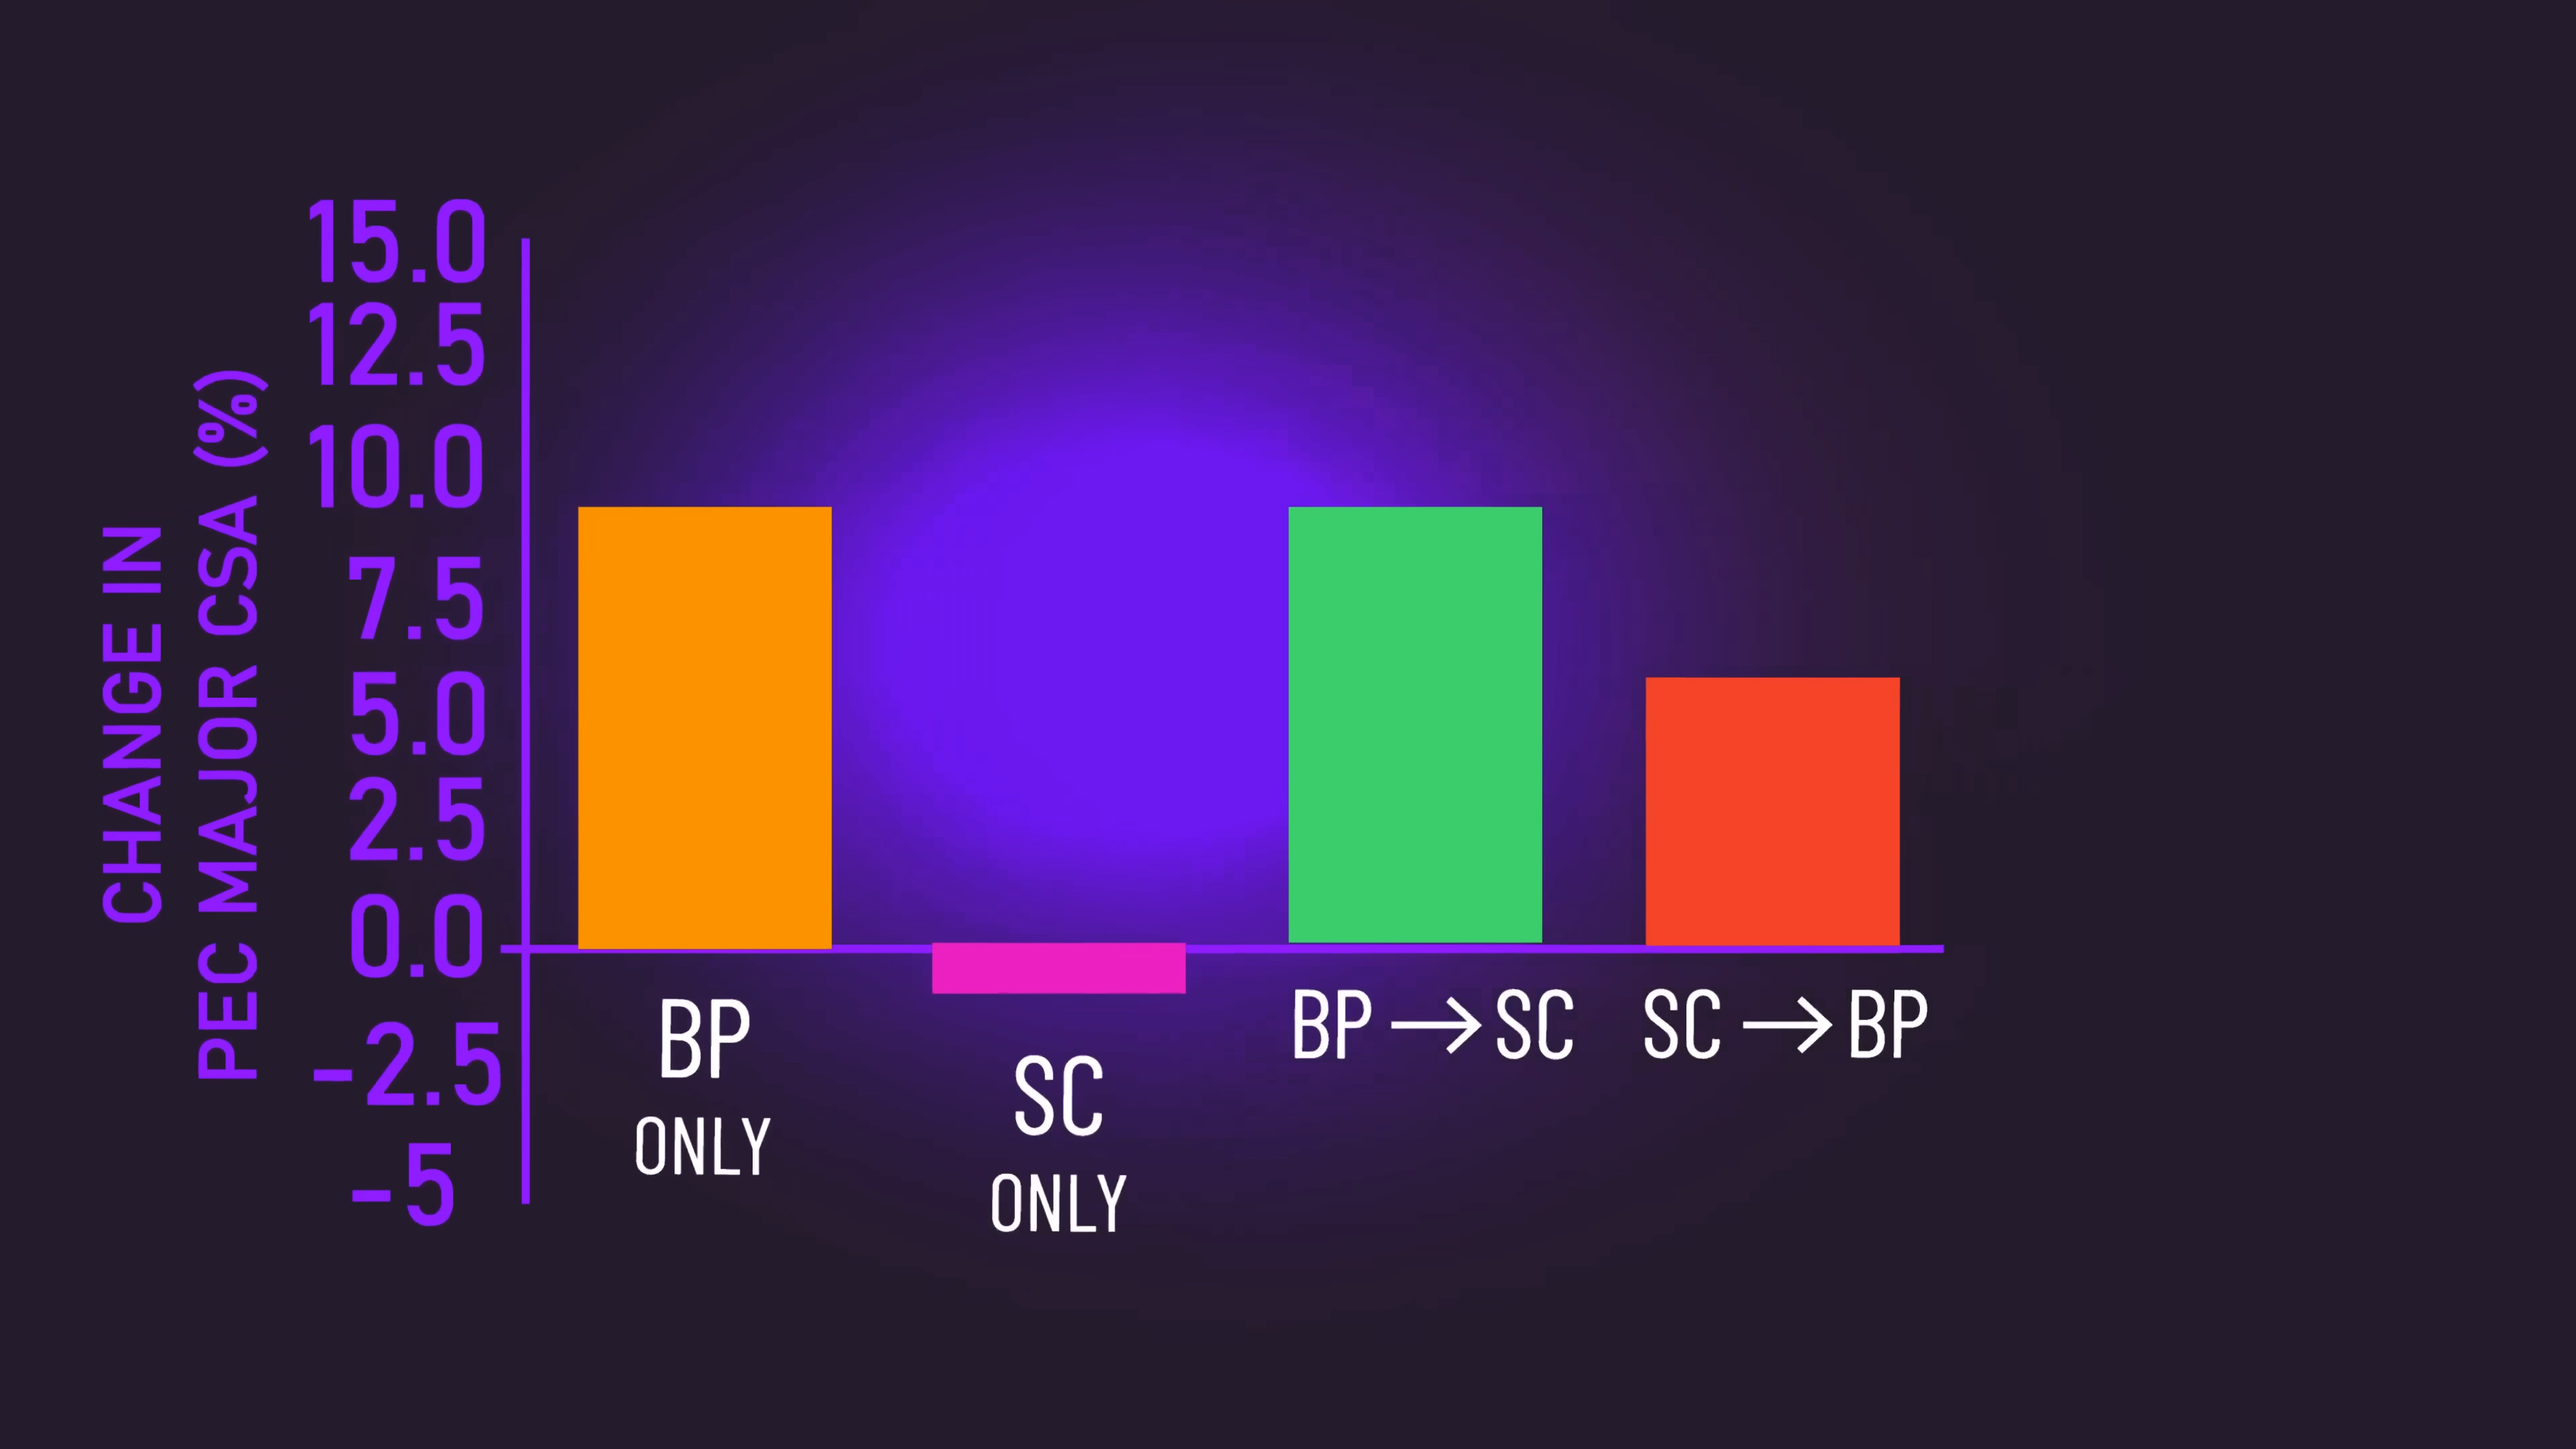 CHANGE IN
PEC MAJOR CSA (%)
15.0
12.5
10.0
7.5
5.0
2.5
0.0
-2.5
-5
BP
ONLY
SC
ONLY
BP → SC
SC → BP